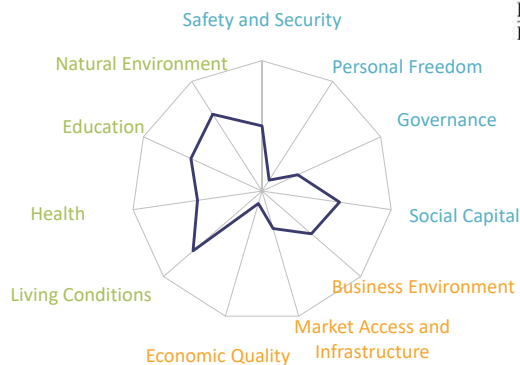 Safety and Security
Natural Environment
Personal Freedom
Education
Governance
Health
Social Capital
Living Conditions
Business Environment
Market Access and
Infrastructure
Economic Quality